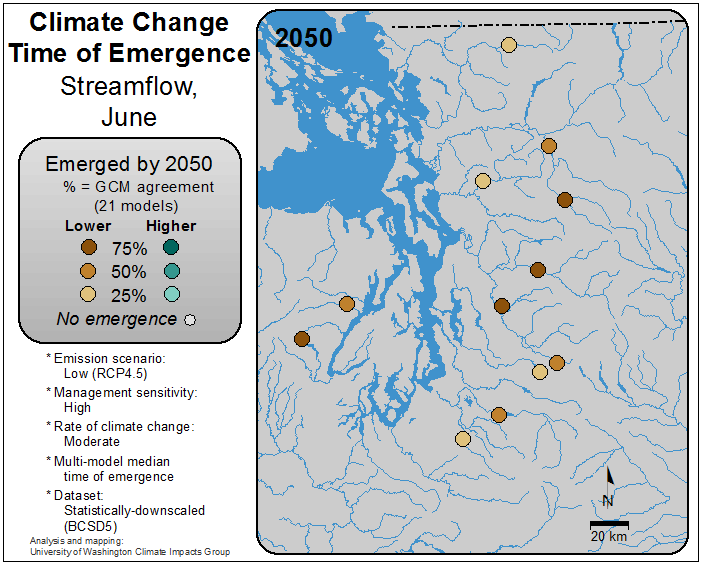 Climate Change
Time of Emergence
Streamflow,
June
Emerged by 2050
% = GCM agreement
(21 models)
Lower Higher
75%
50%
25%
No emergence
* Emission scenario:
Low (RCP4.5)
* Management sensitivity:
High
* Rate of climate change:
Moderate
* Multi-model median
time of emergence
* Dataset:
Statistically-downscaled
(BCSD5)
Analysis and mapping:
University of Washington Climate Impacts Group
2050
N
20 km